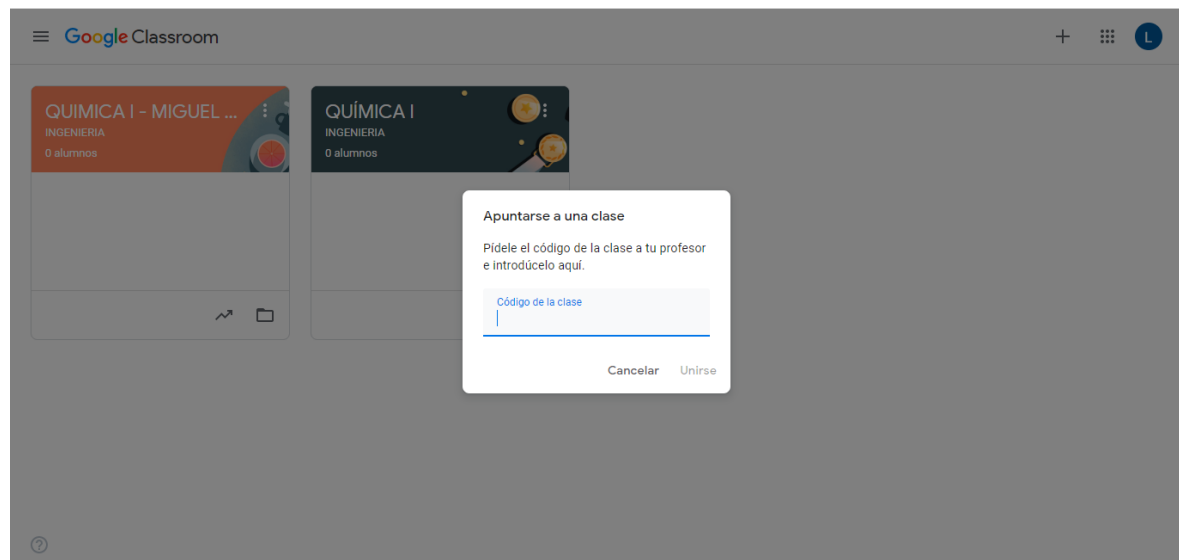 Google Classroom
L
QUIMICA I - MIGUEL ...
INGENIERIA
0 alumnos
QUÍMICA I
INGENIERIA
0 alumnos
Apuntarse a una clase
Pídele el código de la clase a tu profesor
e introdúcelo aquí.
Código de la clase
Cancelar Unirse